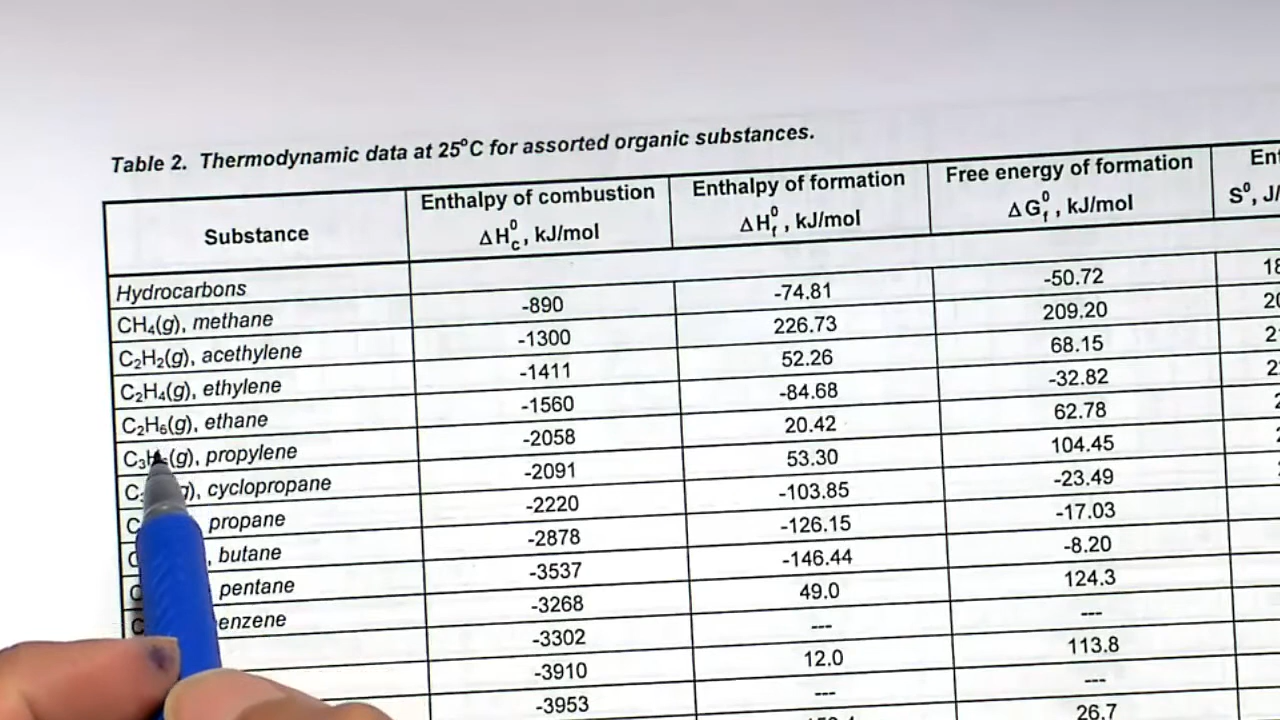 Table 2. Thermodynamic data at 25°C for assorted organic substances.
Substance Enthalpy of combustion ΔH°c, kJ/mol Enthalpy of formation ΔH°f, kJ/mol Free energy of formation ΔG°f, kJ/mol S°,
Hydrocarbons
CH₄(g), methane -890 -74.81 -50.72
C₂H₂(g), acethylene -1300 226.73 209.20
C₂H₄(g), ethylene -1411 52.26 68.15
C₂H₆(g), ethane -1560 -84.68 -32.82
propylene -2058 20.42 62.78
cyclopropane -2091 53.30 104.45
propane -2220 -103.85 -23.49
butane -2878 -126.15 -17.03
pentane -3537 -146.44 -8.20
-3268 49.0 124.3
-3302 --- ---
-3910 12.0 113.8
-3953 --- ---
26.7